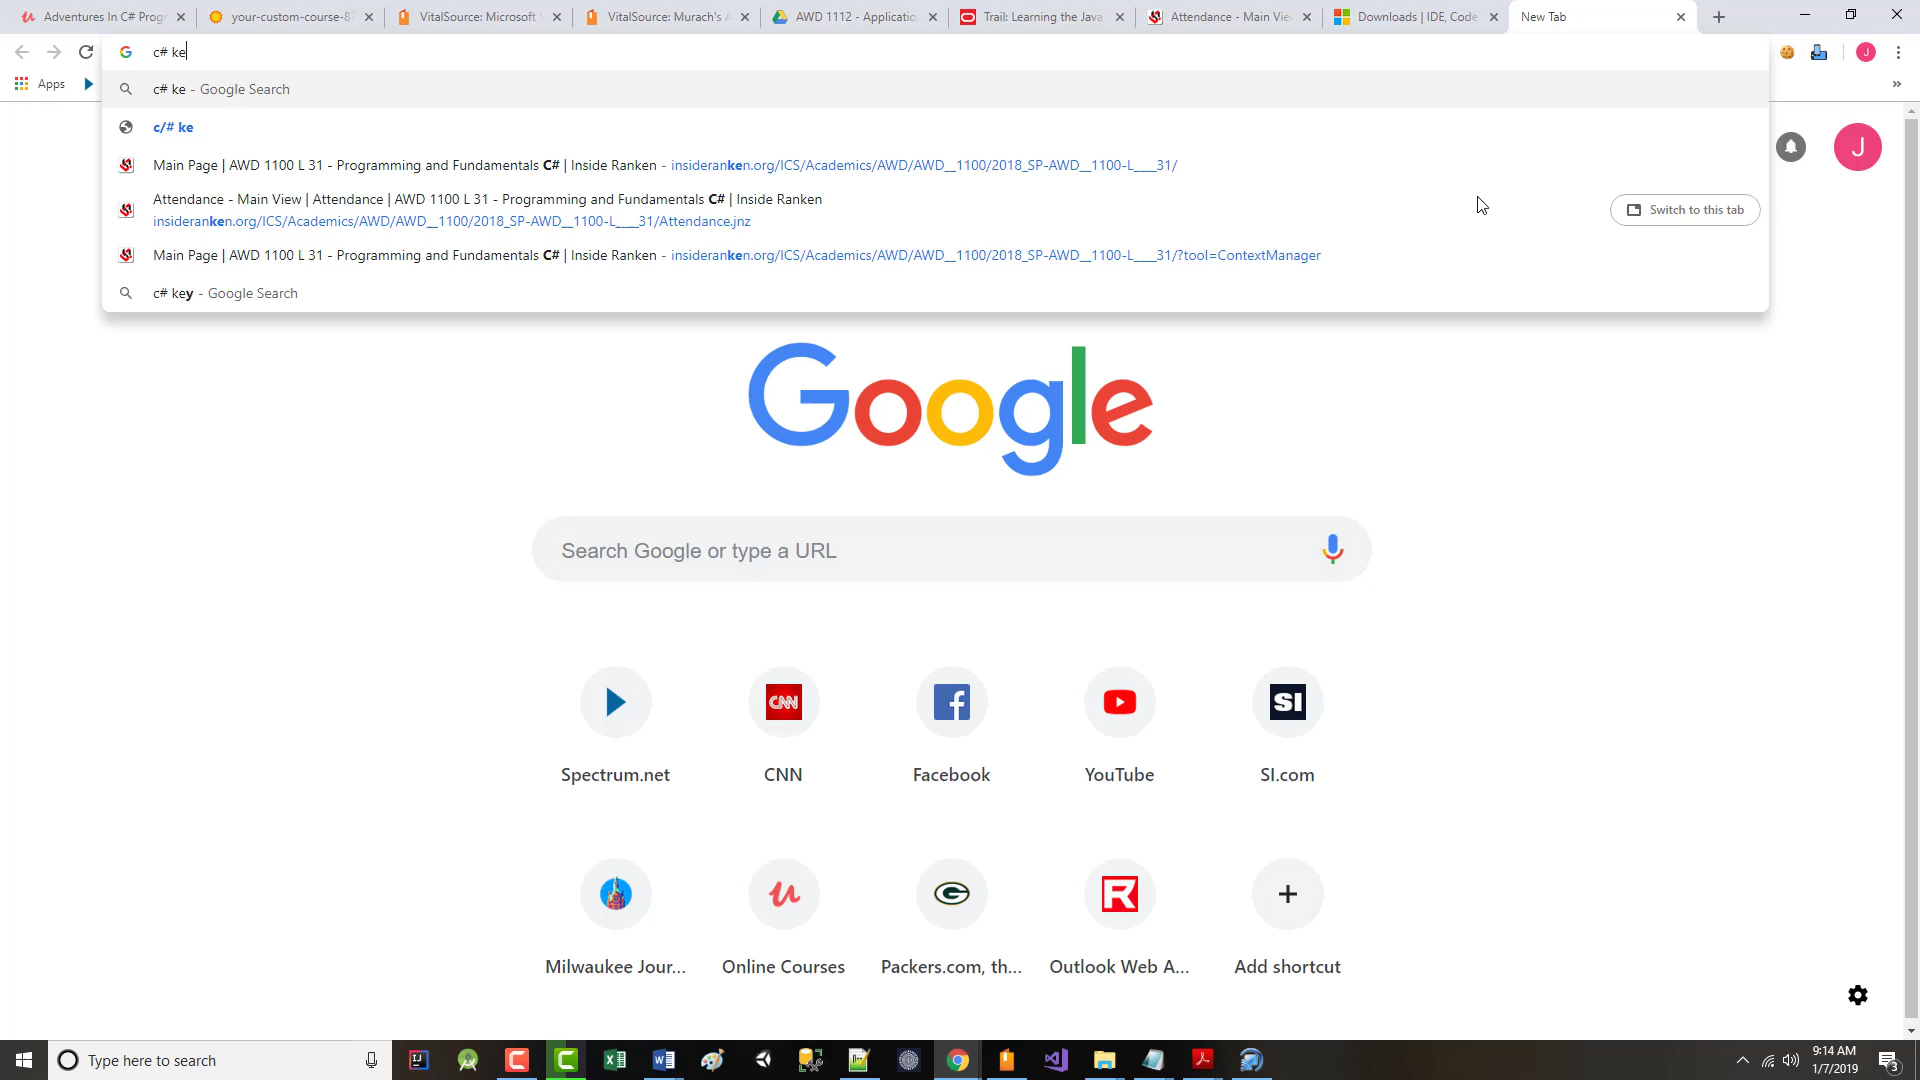 Adventures In C# Prog
your-custom-course-87
VitalSource: Microsoft
VitalSource: Murach's A
AWD 1112 - Applicatio
Trail: Learning the Java
Attendance - Main Vie
Downloads | IDE, Code,
New Tab
c# ke
J
Apps
»
c# ke - Google Search
c/# ke
Main Page | AWD 1100 L 31 - Programming and Fundamentals C# | Inside Ranken - insideranken.org/ICS/Academics/AWD/AWD__1100/2018_SP-AWD__1100-L____31/
Attendance - Main View | Attendance | AWD 1100 L 31 - Programming and Fundamentals C# | Inside Ranken
insideranken.org/ICS/Academics/AWD/AWD__1100/2018_SP-AWD__1100-L____31/Attendance.jnz
Switch to this tab
Main Page | AWD 1100 L 31 - Programming and Fundamentals C# | Inside Ranken - insideranken.org/ICS/Academics/AWD/AWD__1100/2018_SP-AWD__1100-L____31/?tool=ContextManager
c# key - Google Search
J
Google
Search Google or type a URL
CNN
SI
Spectrum.net
CNN
Facebook
YouTube
SI.com
Milwaukee Jour...
Online Courses
Packers.com, th...
Outlook Web A...
Add shortcut
Type here to search
9:14 AM
1/7/2019
3